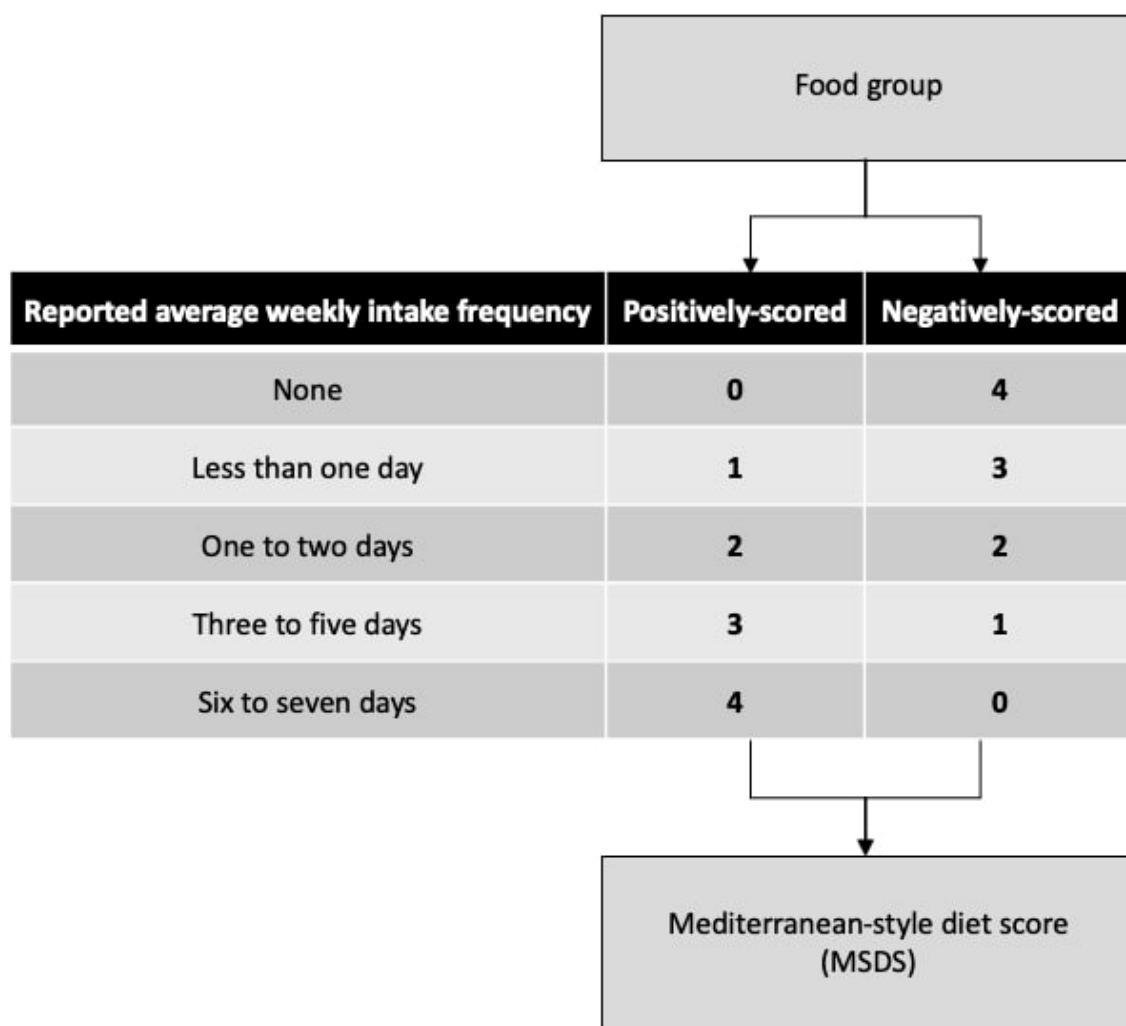 Food group
Reported average weekly intake frequency Positively-scored Negatively-scored
None 0 4
Less than one day 1 3
One to two days 2 2
Three to five days 3 1
Six to seven days 4 0
Mediterranean-style diet score
(MSDS)